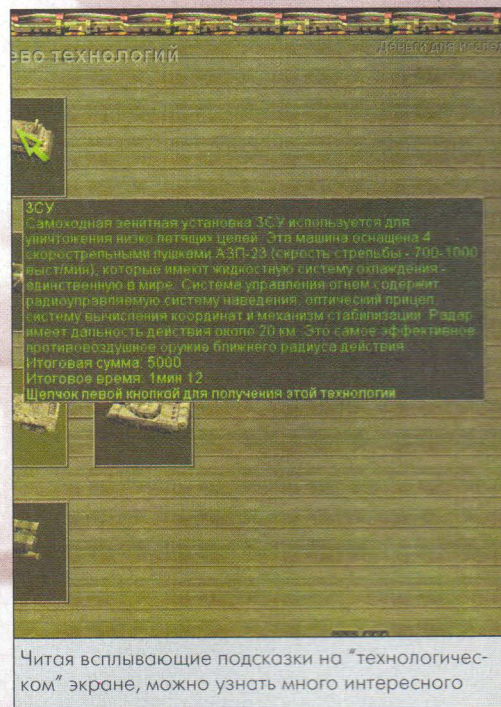 ево технологий
Деньги для исслед
ЗСУ
Самоходная зенитная установка ЗСУ используется для
уничтожения низко летящих целей. Эта машина оснащена 4
скорострельными пушками АЗП-23 (скрость стрельбы - 700-1000
выст/мин), которые имеют жидкостную систему охлаждения -
единственную в мире. Система управления огнем содержит
радиоуправляемую систему наведения, оптический прицел,
систему вычисления координат и механизм стабилизации. Радар
имеет дальность действия около 20 км. Это самое эффективное
противовоздушное оружие ближнего радиуса действия
Итоговая сумма: 5000
Итоговое время: 1мин 12
Щелчок левой кнопкой для получения этой технологии
Читая всплывающие подсказки на "технологичес-
ком" экране, можно узнать много интересного